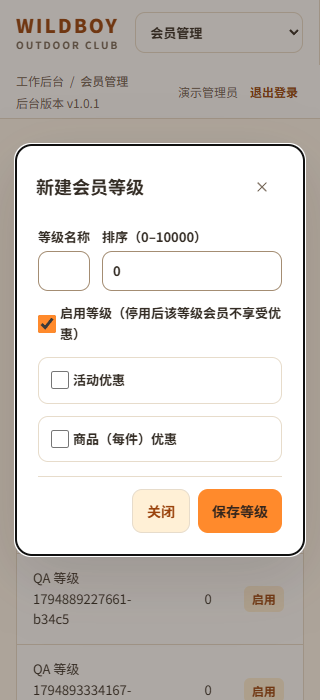 WILDBOY
OUTDOOR CLUB
会员管理
工作后台 / 会员管理
后台版本 v1.0.1
演示管理员 退出登录
新建会员等级
×
等级名称 排序（0–10000）
0
启用等级（停用后该等级会员不享受优
惠）
活动优惠
商品（每件）优惠
关闭 保存等级
QA 等级
1794889227661-
b34c5
0 启用
QA 等级
1794893334167-
0 启用